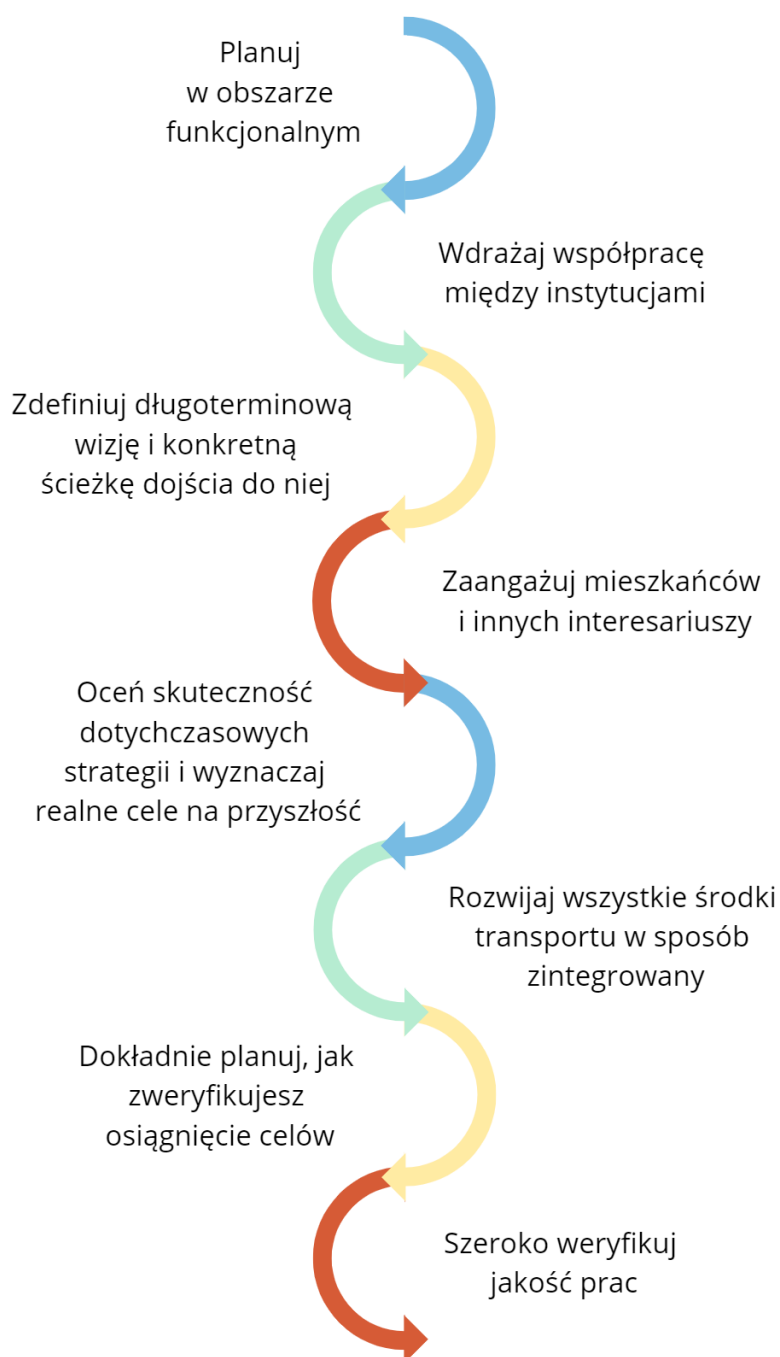 Planuj
w obszarze
funkcjonalnym
Wdrażaj współpracę
między instytucjami
Zdefiniuj długoterminową
wizję i konkretną
ścieżkę dojścia do niej
Zaangażuj mieszkańców
i innych interesariuszy
Oceń skuteczność
dotychczasowych
strategii i wyznaczaj
realne cele na przyszłość
Rozwijaj wszystkie środki
transportu w sposób
zintegrowany
Dokładnie planuj, jak
zweryfikujesz
osiągnięcie celów
Szeroko weryfikuj
jakość prac